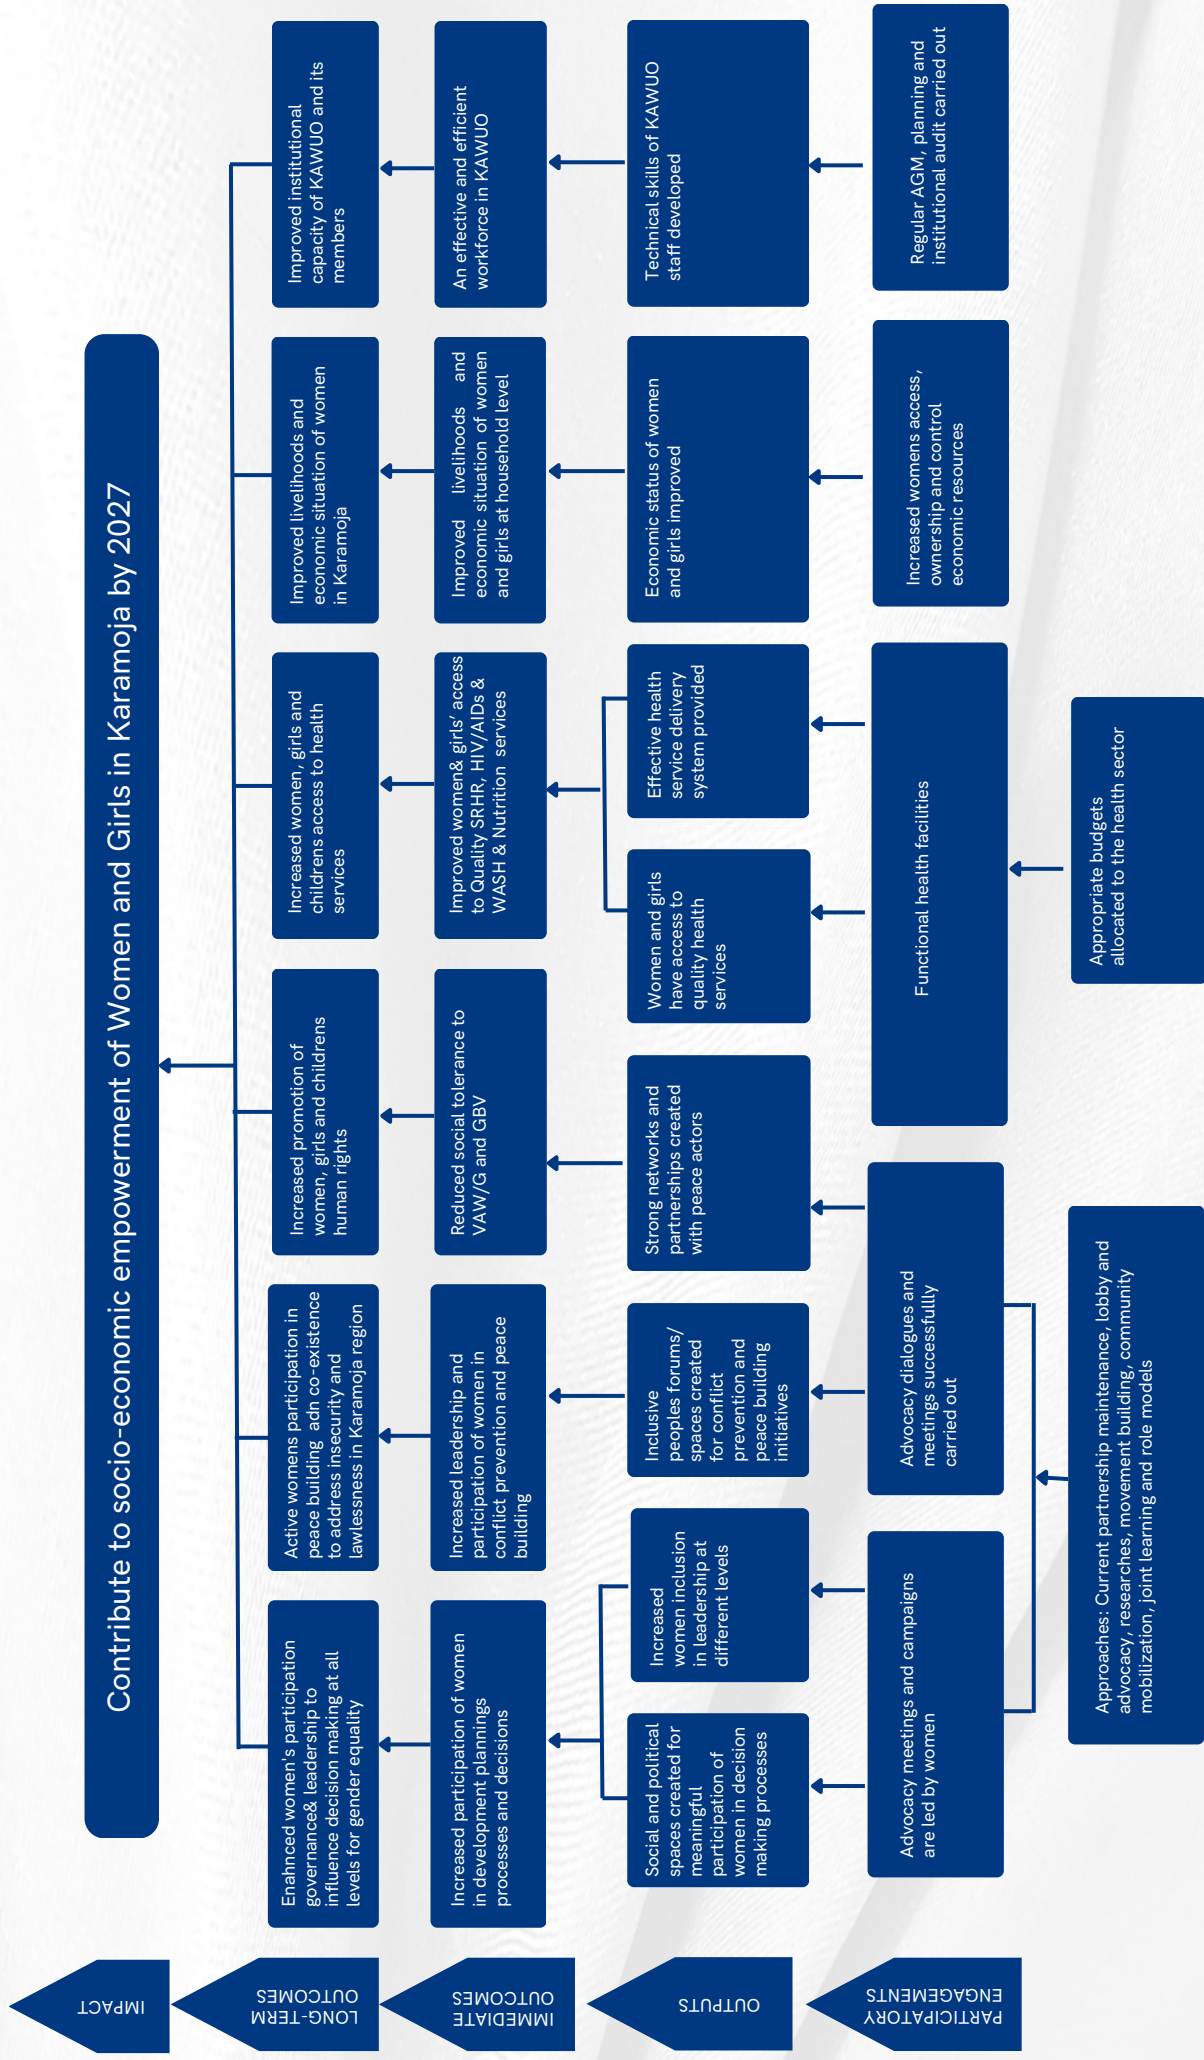 Contribute to socio-economic empowerment of Women and Girls in Karamoja by 2027
IMPACT
LONG-TERM
OUTCOMES
Enahnced women's participation
governance& leadership to
influence decision making at all
levels for gender equality
Active womens participation in
peace building adn co-existence
to address insecurity and
lawlessness in Karamoja region
Increased promotion of
women, girls and childrens
human rights
Increased women, girls and
childrens access to health
services
Improved livelihoods and
economic situation of women
in Karamoja
Improved institutional
capacity of KAWUO and its
members
IMMEDIATE
OUTCOMES
Increased participation of women
in development plannings
processes and decisions
Increased leadership and
participation of women in
conflict prevention and peace
building
Reduced social tolerance to
VAW/G and GBV
Improved women& girls' access
to Quality SRHR, HIV/AIDs &
WASH & Nutrition services
Improved livelihoods and
economic situation of women
and girls at household level
An effective and efficient
workforce in KAWUO
OUTPUTS
Social and political
spaces created for
meaningful
participation of
women in decision
making processes
Increased
women inclusion
in leadership at
different levels
Inclusive
peoples forums/
spaces created
for conflict
prevention and
peace building
initiatives
Strong networks and
partnerships created
with peace actors
Women and girls
have access to
quality health
services
Effective health
service delivery
system provided
Economic status of women
and girls improved
Technical skills of KAWUO
staff developed
PARTICIPATORY
ENGAGEMENTS
Advocacy meetings and campaigns
are led by women
Advocacy dialogues and
meetings successfullly
carried out
Functional health facilities
Increased womens access,
ownership and control
economic resources
Regular AGM, planning and
institutional audit carried out
Approaches: Current partnership maintenance, lobby and
advocacy, researches, movement building, community
mobilization, joint learning and role models
Appropriate budgets
allocated to the health sector